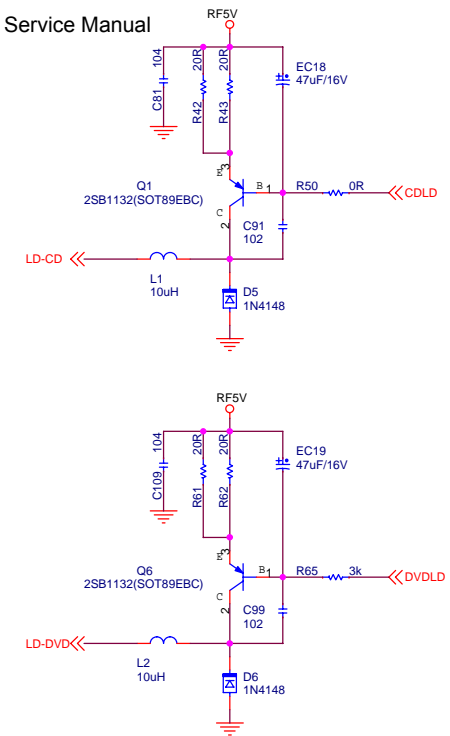 Service Manual
RF5V
104
C81
20R
R42
20R
R43
EC18
47uF/16V
E
3
Q1
2SB1132(SOT89EBC)
B 1
R50
0R
CDLD
C
2
C91
102
LD-CD
L1
10uH
D5
1N4148
RF5V
104
C109
20R
R61
20R
R62
EC19
47uF/16V
E
3
Q6
2SB1132(SOT89EBC)
B 1
R65
3k
DVDLD
C
2
C99
102
LD-DVD
L2
10uH
D6
1N4148